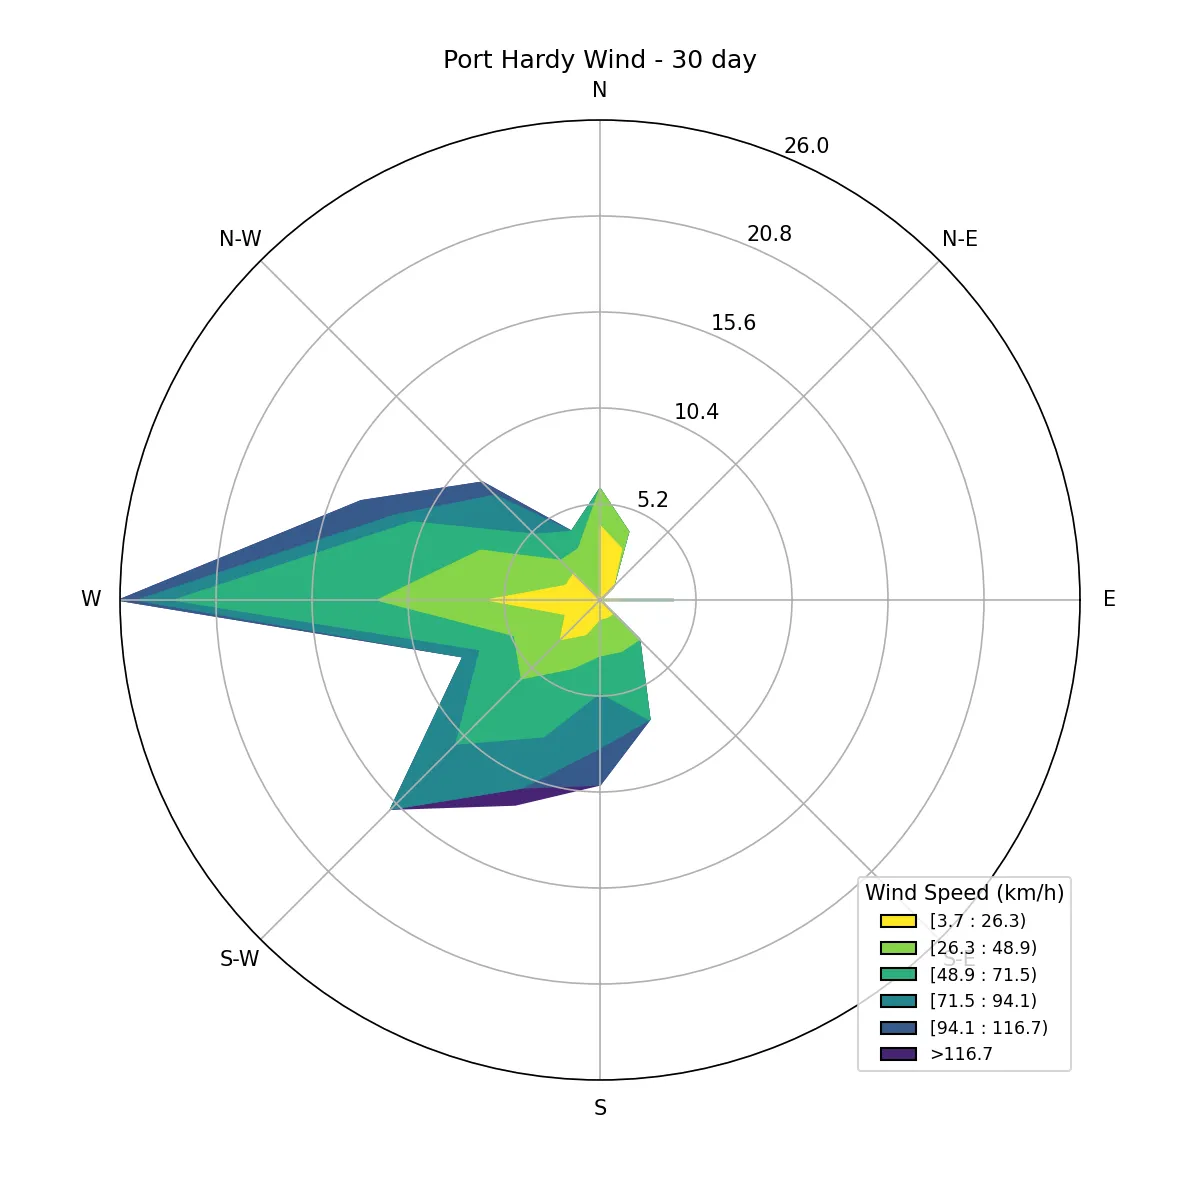 Port Hardy Wind - 30 day
N
26.0
N-W
20.8
N-E
15.6
10.4
5.2
W
E
S-W
S-E
S
Wind Speed (km/h)
[3.7 : 26.3)
[26.3 : 48.9)
[48.9 : 71.5)
[71.5 : 94.1)
[94.1 : 116.7)
>116.7